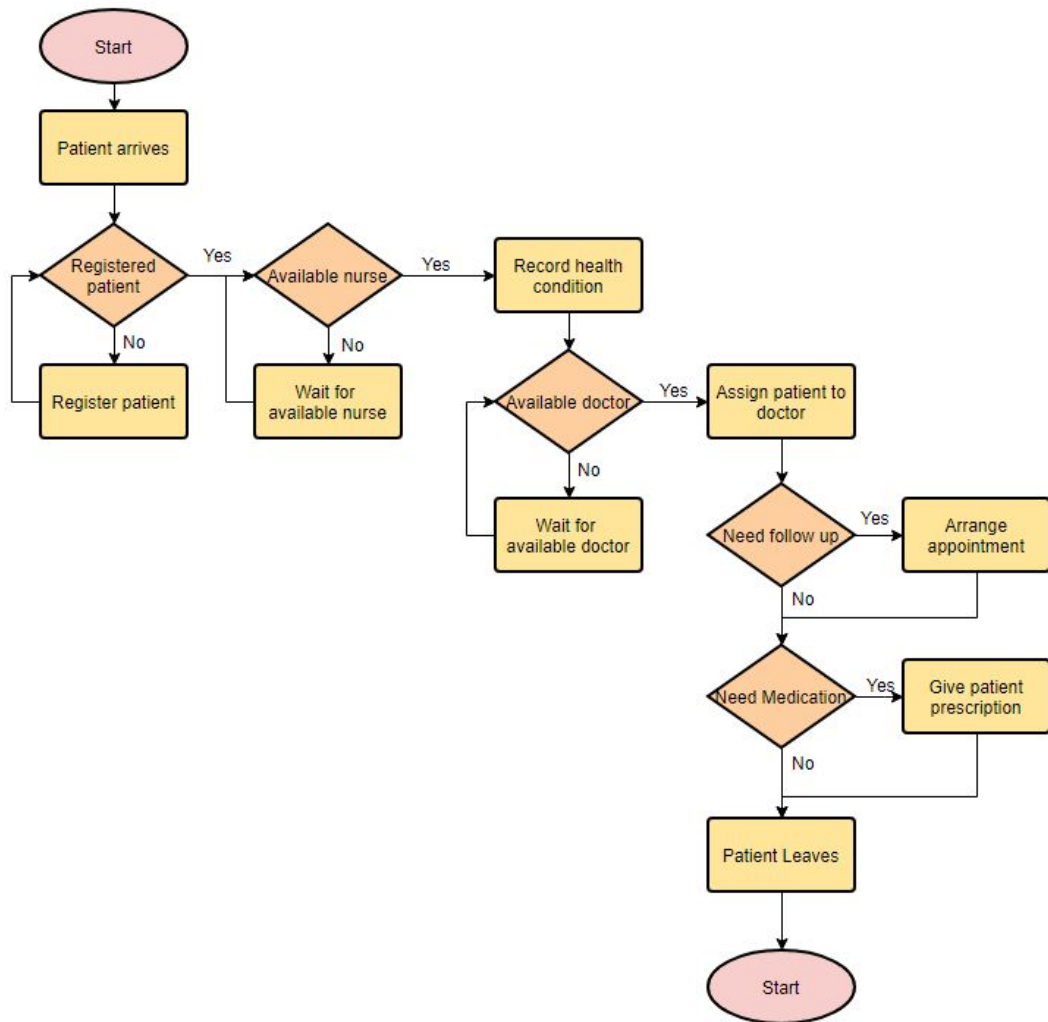 Start
Patient arrives
Registered
patient
Yes
No
Register patient
Available nurse
Yes
No
Wait for
available nurse
Record health
condition
Available doctor
Yes
No
Wait for
available doctor
Assign patient to
doctor
Need follow up
Yes
Arrange
appointment
No
Need Medication
Yes
Give patient
prescription
No
Patient Leaves
Start